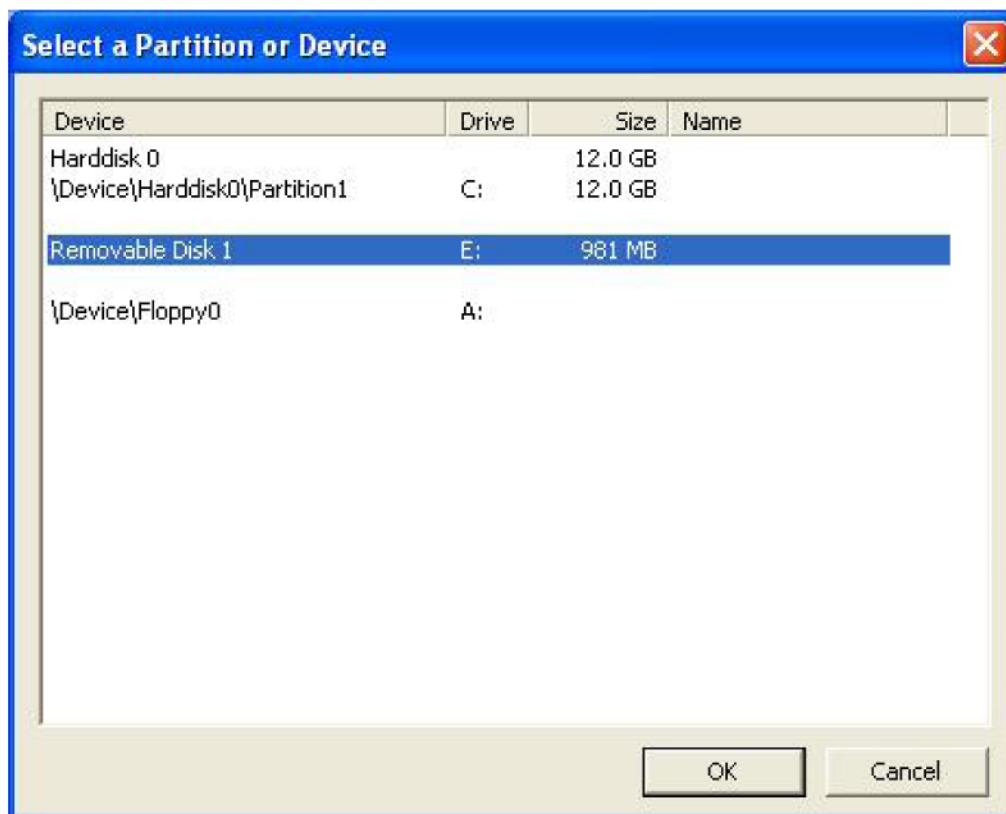 Select a Partition or Device
Device Drive Size Name
Harddisk 0 12.0 GB
\Device\Harddisk0\Partition1 C: 12.0 GB
Removable Disk 1 E: 981 MB
\Device\Floppy0 A:
OK Cancel